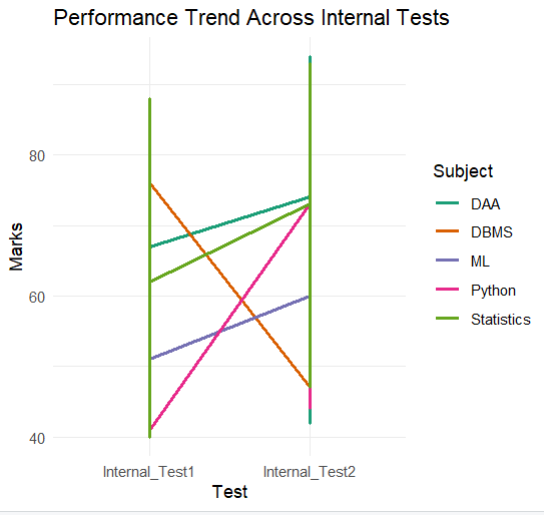 Performance Trend Across Internal Tests
Marks
80
60
40
Internal_Test1
Internal_Test2
Test
Subject
DAA
DBMS
ML
Python
Statistics